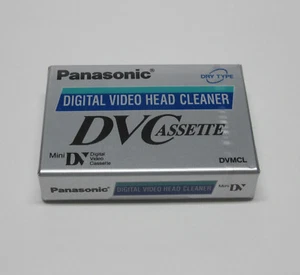 Panasonic
DRY TYPE
DIGITAL VIDEO HEAD CLEANER
DVCASSETTE
Mini DV Digital Video Cassette
DVMCL
Panasonic DIGITAL VIDEO HEAD CLEANER Mini DV